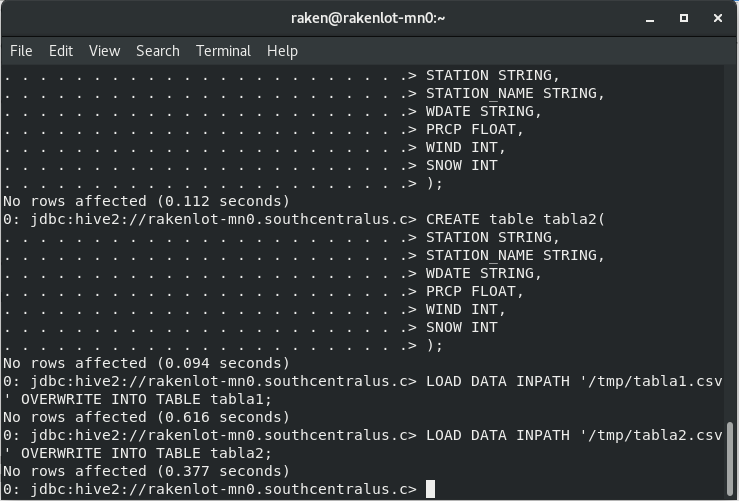 raken@rakenlot-mn0:~
File Edit View Search Terminal Help
. . . . . . . . . . . . . . . . . . . . . . .> STATION STRING,
. . . . . . . . . . . . . . . . . . . . . . .> STATION_NAME STRING,
. . . . . . . . . . . . . . . . . . . . . . .> WDATE STRING,
. . . . . . . . . . . . . . . . . . . . . . .> PRCP FLOAT,
. . . . . . . . . . . . . . . . . . . . . . .> WIND INT,
. . . . . . . . . . . . . . . . . . . . . . .> SNOW INT
. . . . . . . . . . . . . . . . . . . . . . .> );
No rows affected (0.112 seconds)
0: jdbc:hive2://rakenlot-mn0.southcentralus.c> CREATE table tabla2(
. . . . . . . . . . . . . . . . . . . . . . .> STATION STRING,
. . . . . . . . . . . . . . . . . . . . . . .> STATION_NAME STRING,
. . . . . . . . . . . . . . . . . . . . . . .> WDATE STRING,
. . . . . . . . . . . . . . . . . . . . . . .> PRCP FLOAT,
. . . . . . . . . . . . . . . . . . . . . . .> WIND INT,
. . . . . . . . . . . . . . . . . . . . . . .> SNOW INT
. . . . . . . . . . . . . . . . . . . . . . .> );
No rows affected (0.094 seconds)
0: jdbc:hive2://rakenlot-mn0.southcentralus.c> LOAD DATA INPATH '/tmp/tabla1.csv
' OVERWRITE INTO TABLE tabla1;
No rows affected (0.616 seconds)
0: jdbc:hive2://rakenlot-mn0.southcentralus.c> LOAD DATA INPATH '/tmp/tabla2.csv
' OVERWRITE INTO TABLE tabla2;
No rows affected (0.377 seconds)
0: jdbc:hive2://rakenlot-mn0.southcentralus.c>